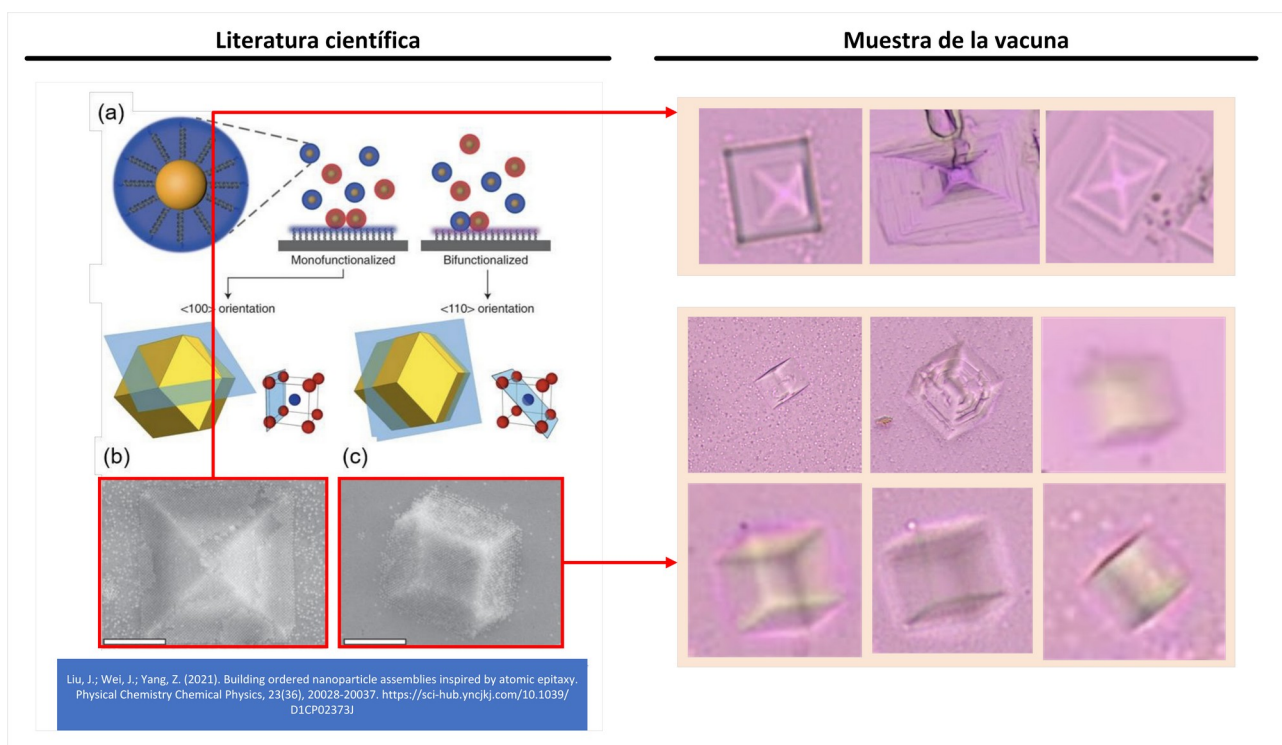 Literatura científica
Muestra de la vacuna
(a)
Monofunctionalized
Bifunctionalized
<100> orientation
<110> orientation
(b)
(c)
Liu, J.; Wei, J.; Yang, Z. (2021). Building ordered nanoparticle assemblies inspired by atomic epitaxy.
Physical Chemistry Chemical Physics, 23(36), 20028-20037. https://sci-hub.yncjkj.com/10.1039/
D1CP02373J